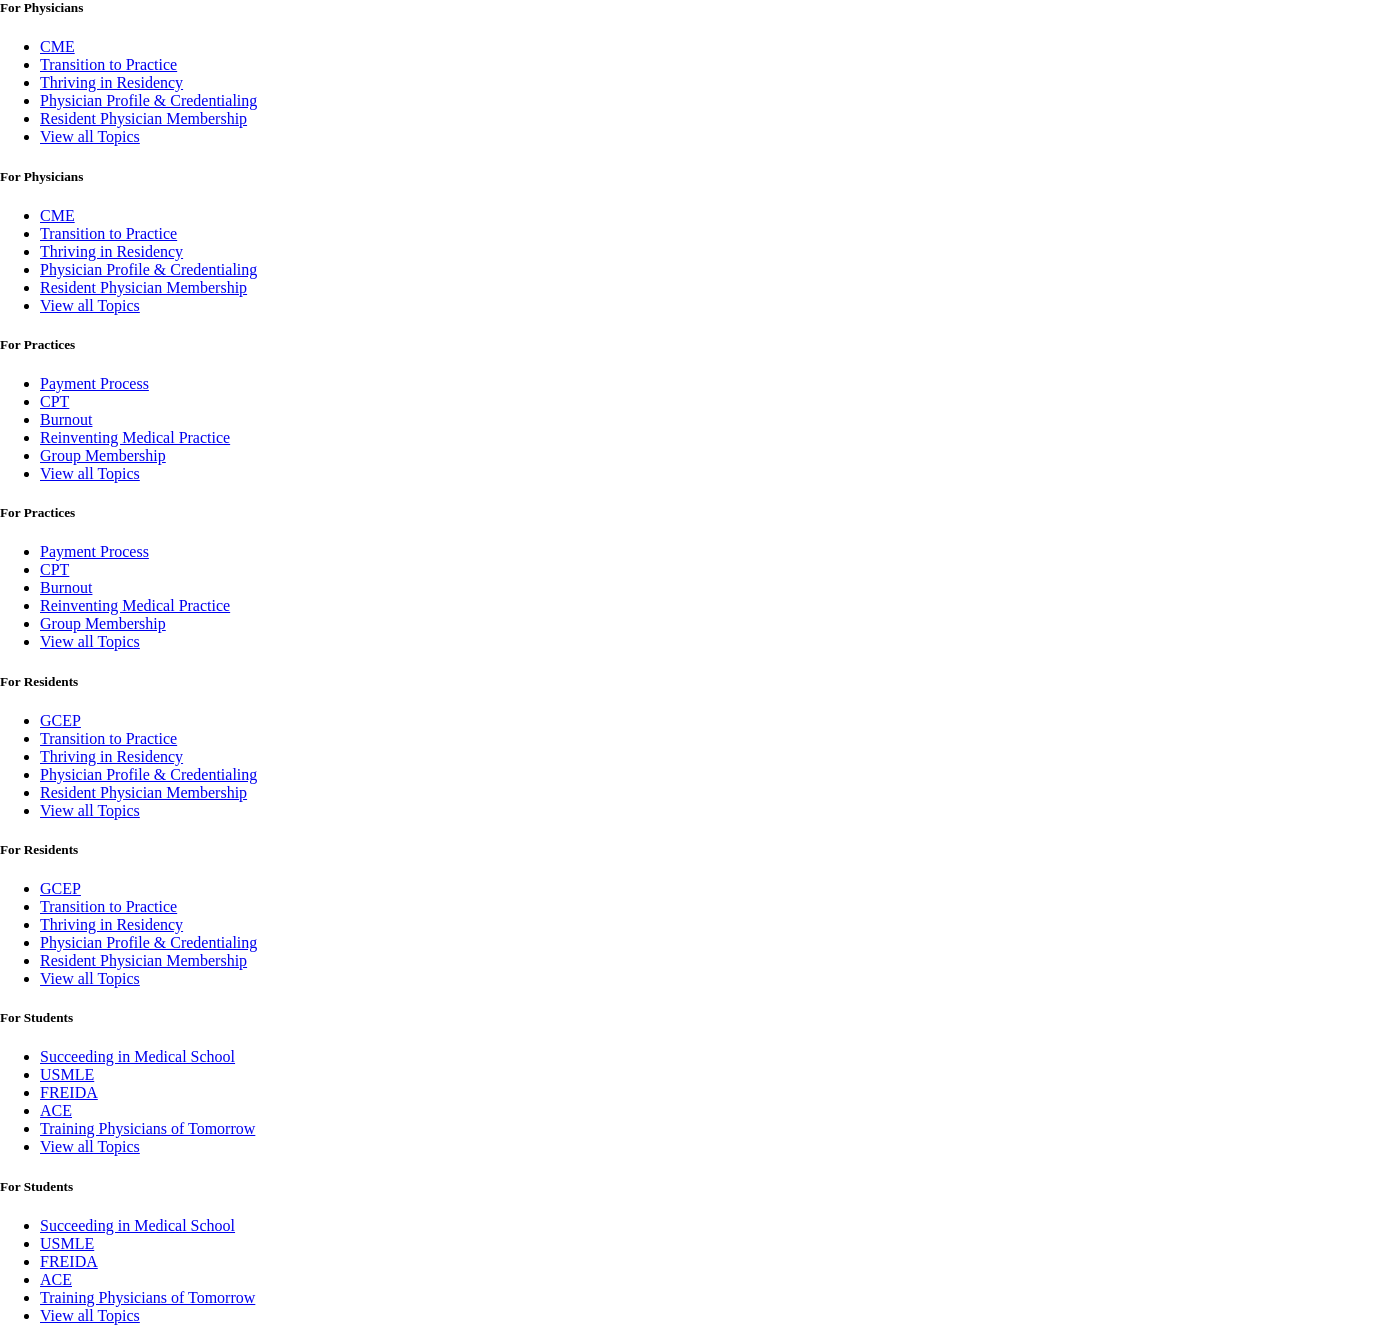 For Physicians
CME
Transition to Practice
Thriving in Residency
Physician Profile & Credentialing
Resident Physician Membership
View all Topics
For Physicians
CME
Transition to Practice
Thriving in Residency
Physician Profile & Credentialing
Resident Physician Membership
View all Topics
For Practices
Payment Process
CPT
Burnout
Reinventing Medical Practice
Group Membership
View all Topics
For Practices
Payment Process
CPT
Burnout
Reinventing Medical Practice
Group Membership
View all Topics
For Residents
GCEP
Transition to Practice
Thriving in Residency
Physician Profile & Credentialing
Resident Physician Membership
View all Topics
For Residents
GCEP
Transition to Practice
Thriving in Residency
Physician Profile & Credentialing
Resident Physician Membership
View all Topics
For Students
Succeeding in Medical School
USMLE
FREIDA
ACE
Training Physicians of Tomorrow
View all Topics
For Students
Succeeding in Medical School
USMLE
FREIDA
ACE
Training Physicians of Tomorrow
View all Topics